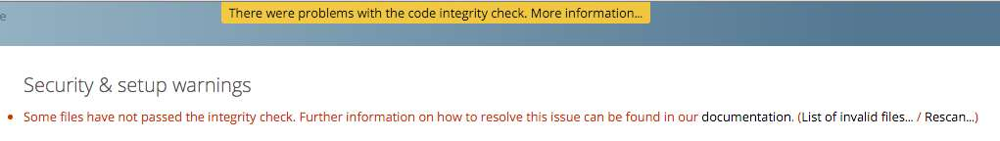 There were problems with the code integrity check. More information...
e
Security & setup warnings
Some files have not passed the integrity check. Further information on how to resolve this issue can be found in our documentation. (List of invalid files... / Rescan...)